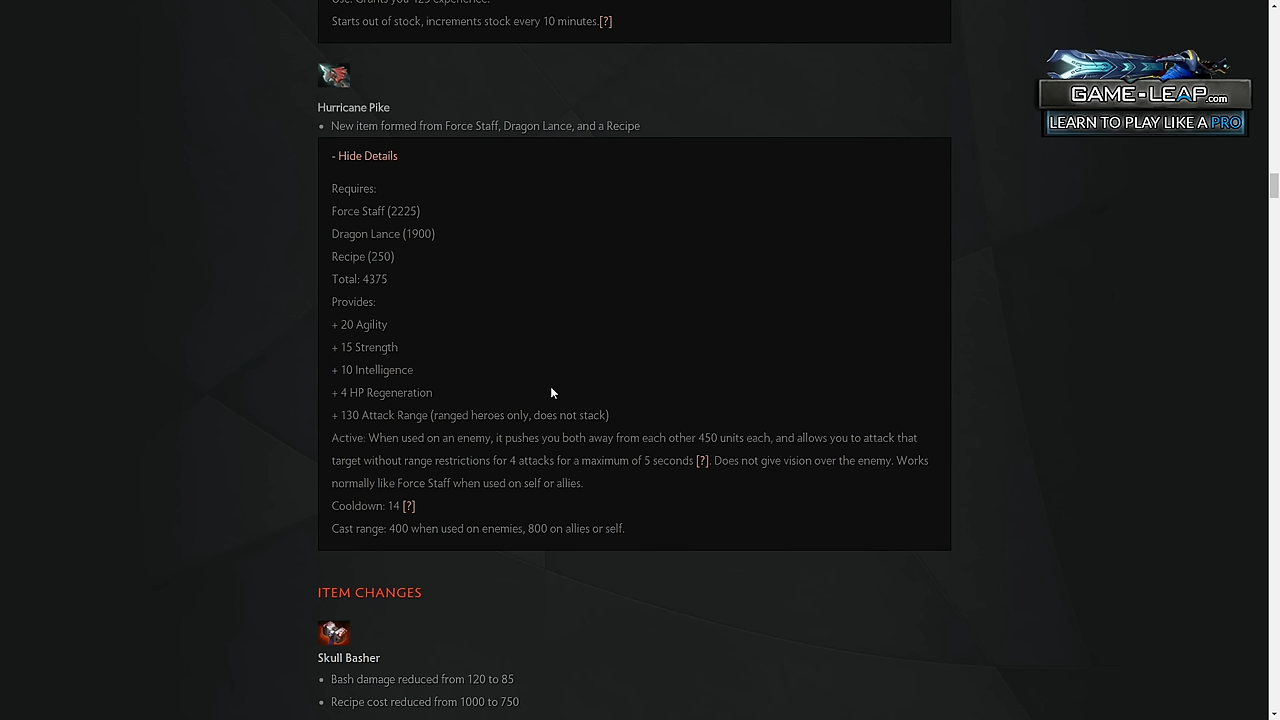 Use: Grants you 125 experience.
Starts out of stock, increments stock every 10 minutes.[?]
GAME-LEAP.com
LEARN TO PLAY LIKE A PRO
Hurricane Pike
• New item formed from Force Staff, Dragon Lance, and a Recipe
- Hide Details
Requires:
Force Staff (2225)
Dragon Lance (1900)
Recipe (250)
Total: 4375
Provides:
+ 20 Agility
+ 15 Strength
+ 10 Intelligence
+ 4 HP Regeneration
+ 130 Attack Range (ranged heroes only, does not stack)
Active: When used on an enemy, it pushes you both away from each other 450 units each, and allows you to attack that
target without range restrictions for 4 attacks for a maximum of 5 seconds [?]. Does not give vision over the enemy. Works
normally like Force Staff when used on self or allies.
Cooldown: 14 [?]
Cast range: 400 when used on enemies, 800 on allies or self.
ITEM CHANGES
Skull Basher
• Bash damage reduced from 120 to 85
• Recipe cost reduced from 1000 to 750